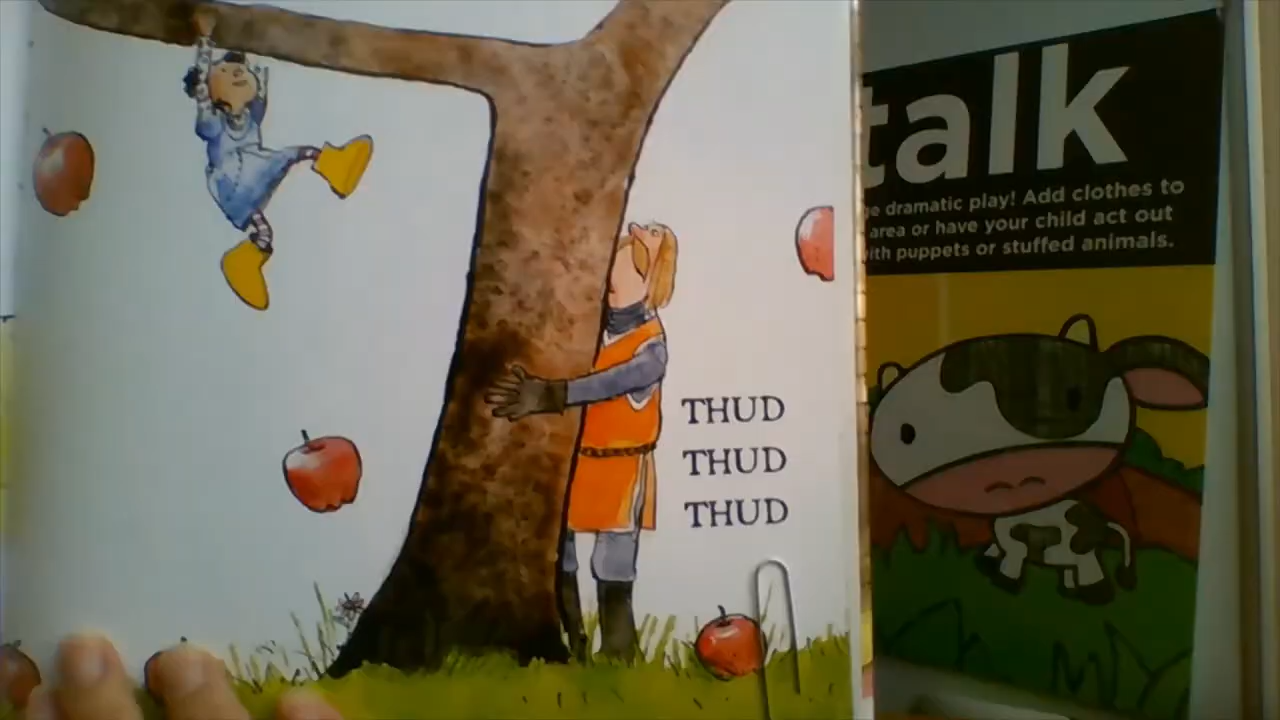 THUD
THUD
THUD
talk
dramatic play! Add clothes to
area or have your child act out
with puppets or stuffed animals.